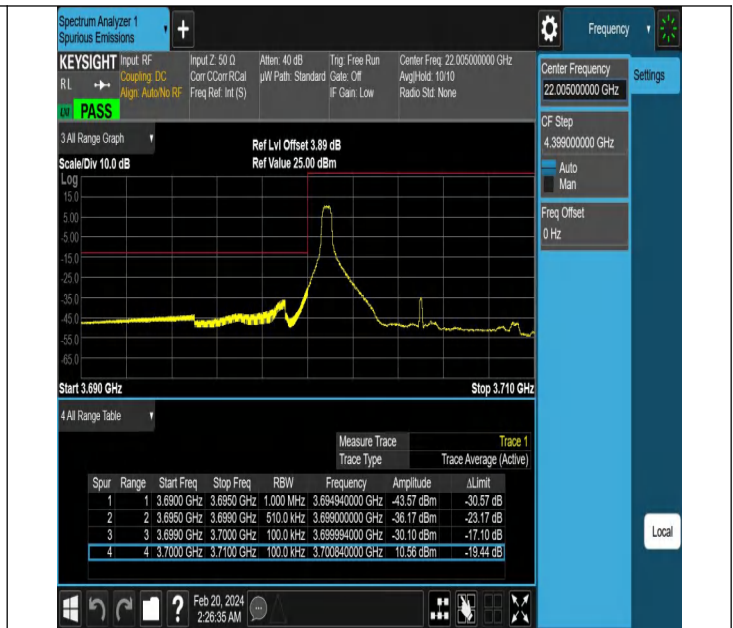 Spectrum Analyzer 1
Spurious Emissions
+
Frequency
KEYSIGHT
RL
PASS
Input: RF
Coupling: DC
Align: Auto/No RF
Input Z: 50 Ω
Corr CCorr RCal
Freq Ref: Int (S)
Atten: 40 dB
µW Path: Standard
Trig: Free Run
Gate: Off
IF Gain: Low
Center Freq: 22.005000000 GHz
Avg|Hold: 10/10
Radio Std: None
Center Frequency
22.005000000 GHz
Settings
CF Step
4.399000000 GHz
Auto
Man
Freq Offset
0 Hz
Local
3 All Range Graph
Scale/Div 10.0 dB
Ref Lvl Offset 3.89 dB
Ref Value 25.00 dBm
Log
15.0
5.00
-5.00
-15.0
-25.0
-35.0
-45.0
-55.0
-65.0
Start 3.690 GHz
Stop 3.710 GHz
4 All Range Table
Measure Trace Trace 1
Trace Type Trace Average (Active)
Spur Range Start Freq Stop Freq RBW Frequency Amplitude ΔLimit
1 1 3.6900 GHz 3.6950 GHz 1.000 MHz 3.694940000 GHz -43.57 dBm -30.57 dB
2 2 3.6950 GHz 3.6990 GHz 510.0 kHz 3.699000000 GHz -36.17 dBm -23.17 dB
3 3 3.6990 GHz 3.7000 GHz 100.0 kHz 3.699994000 GHz -30.10 dBm -17.10 dB
4 4 3.7000 GHz 3.7100 GHz 100.0 kHz 3.700840000 GHz 10.56 dBm -19.44 dB
?
Feb 20, 2024
2:26:35 AM